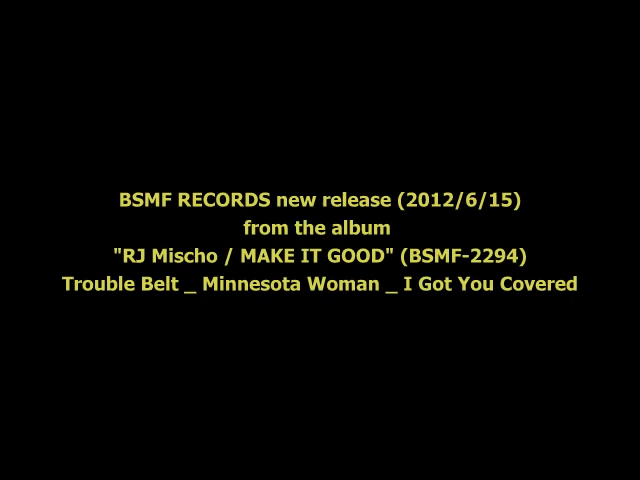 BSMF RECORDS new release (2012/6/15)
from the album
"RJ Mischo / MAKE IT GOOD" (BSMF-2294)
Trouble Belt _ Minnesota Woman _ I Got You Covered